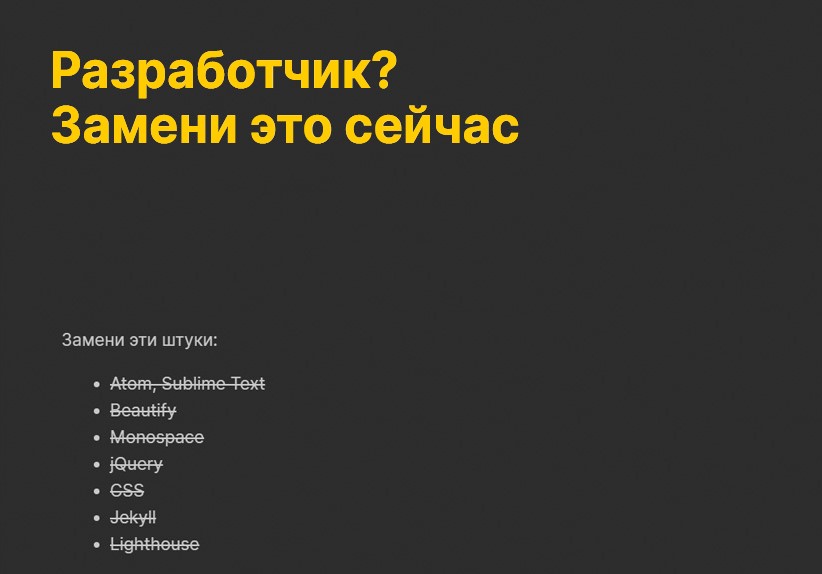 Разработчик?
Замени это сейчас
Замени эти штуки:
Atom, Sublime Text
Beautify
Monospace
jQuery
CSS
Jekyll
Lighthouse